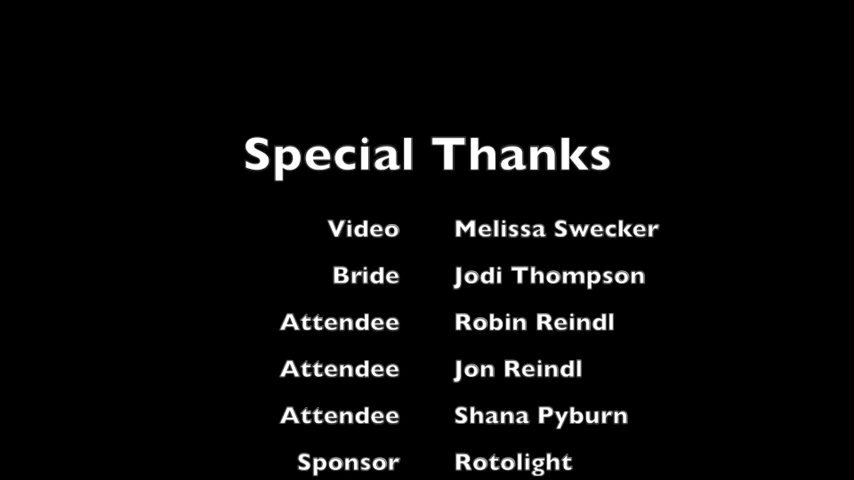 Special Thanks
Video Melissa Swecker
Bride Jodi Thompson
Attendee Robin Reindl
Attendee Jon Reindl
Attendee Shana Pyburn
Sponsor Rotolight